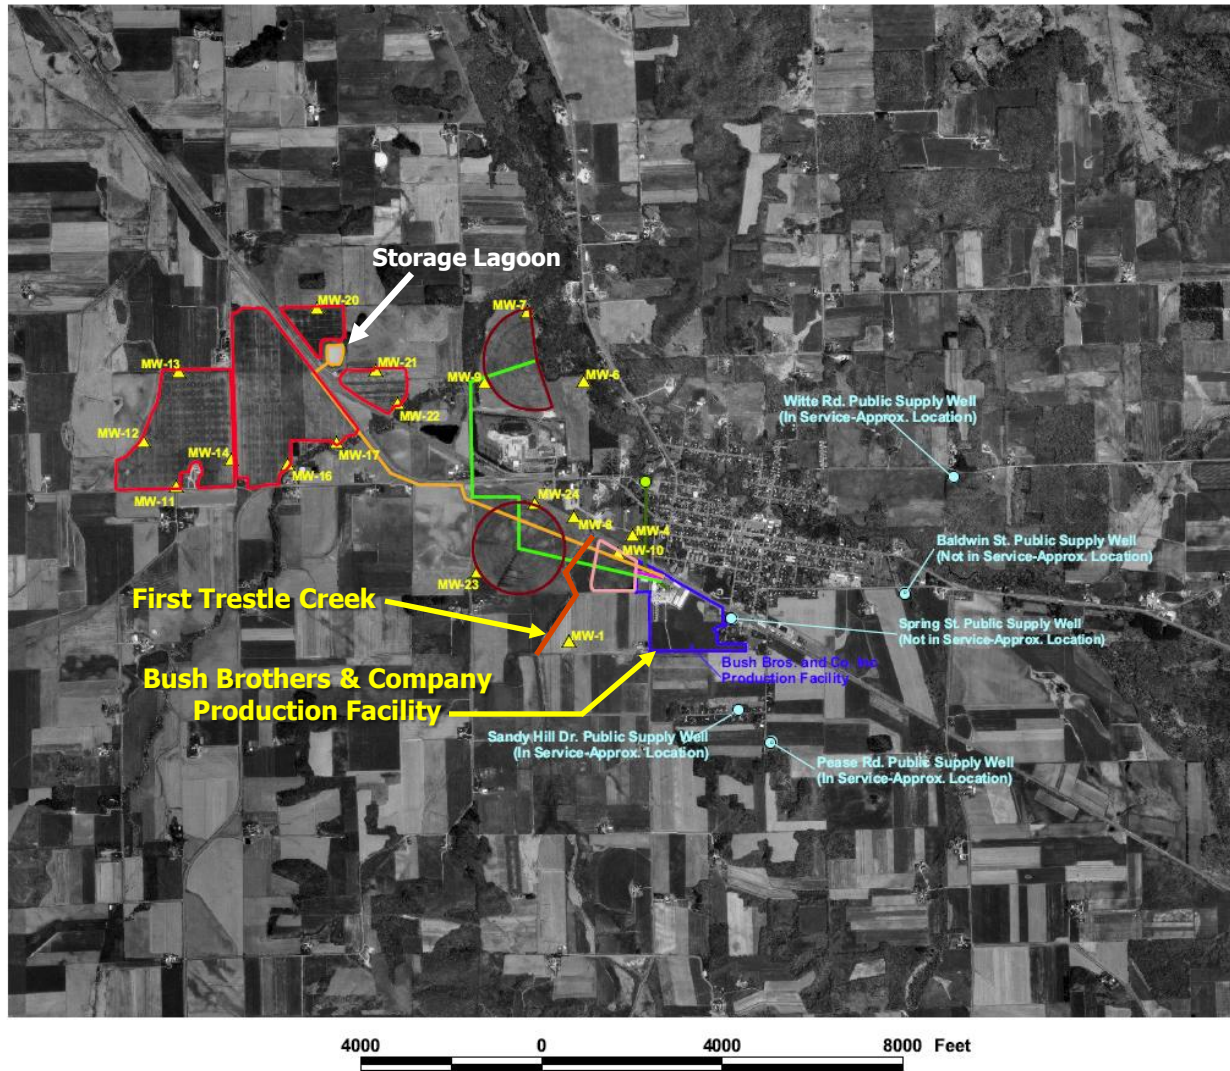 Storage Lagoon
MW-20
MW-7
MW-13
MW-21
MW-9
MW-6
MW-22
Witte Rd. Public Supply Well
(In Service-Approx. Location)
MW-12
MW-17
MW-14
MW-16
MW-11
MW-24
MW-8
MW-4
Baldwin St. Public Supply Well
(Not in Service-Approx. Location)
MW-10
MW-23
First Trestle Creek
Spring St. Public Supply Well
(Not in Service-Approx. Location)
MW-1
Bush Bros. and Co. Inc.
Production Facility
Bush Brothers & Company
Production Facility
Sandy Hill Dr. Public Supply Well
(In Service-Approx. Location)
Pease Rd. Public Supply Well
(In Service-Approx. Location)
4000 0 4000 8000 Feet